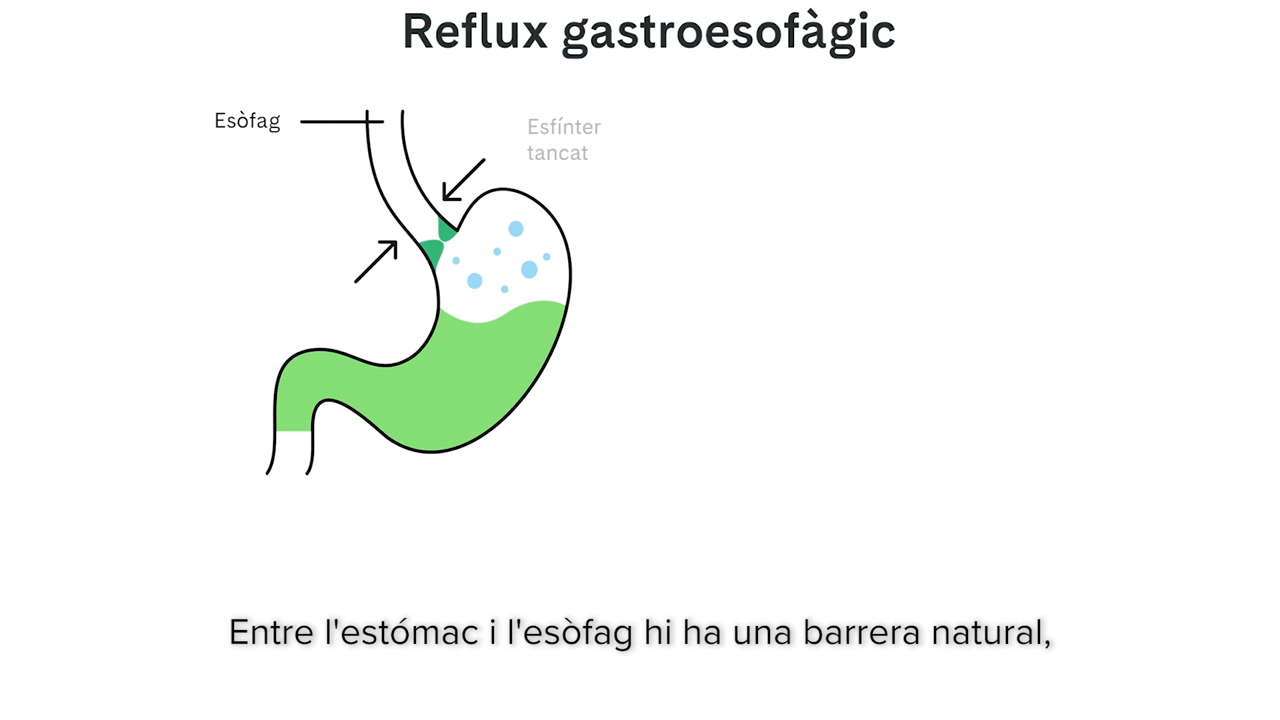 Reflux gastroesofàgic
Esòfag
Esfínter
tancat
Entre l'estómac i l'esòfag hi ha una barrera natural,